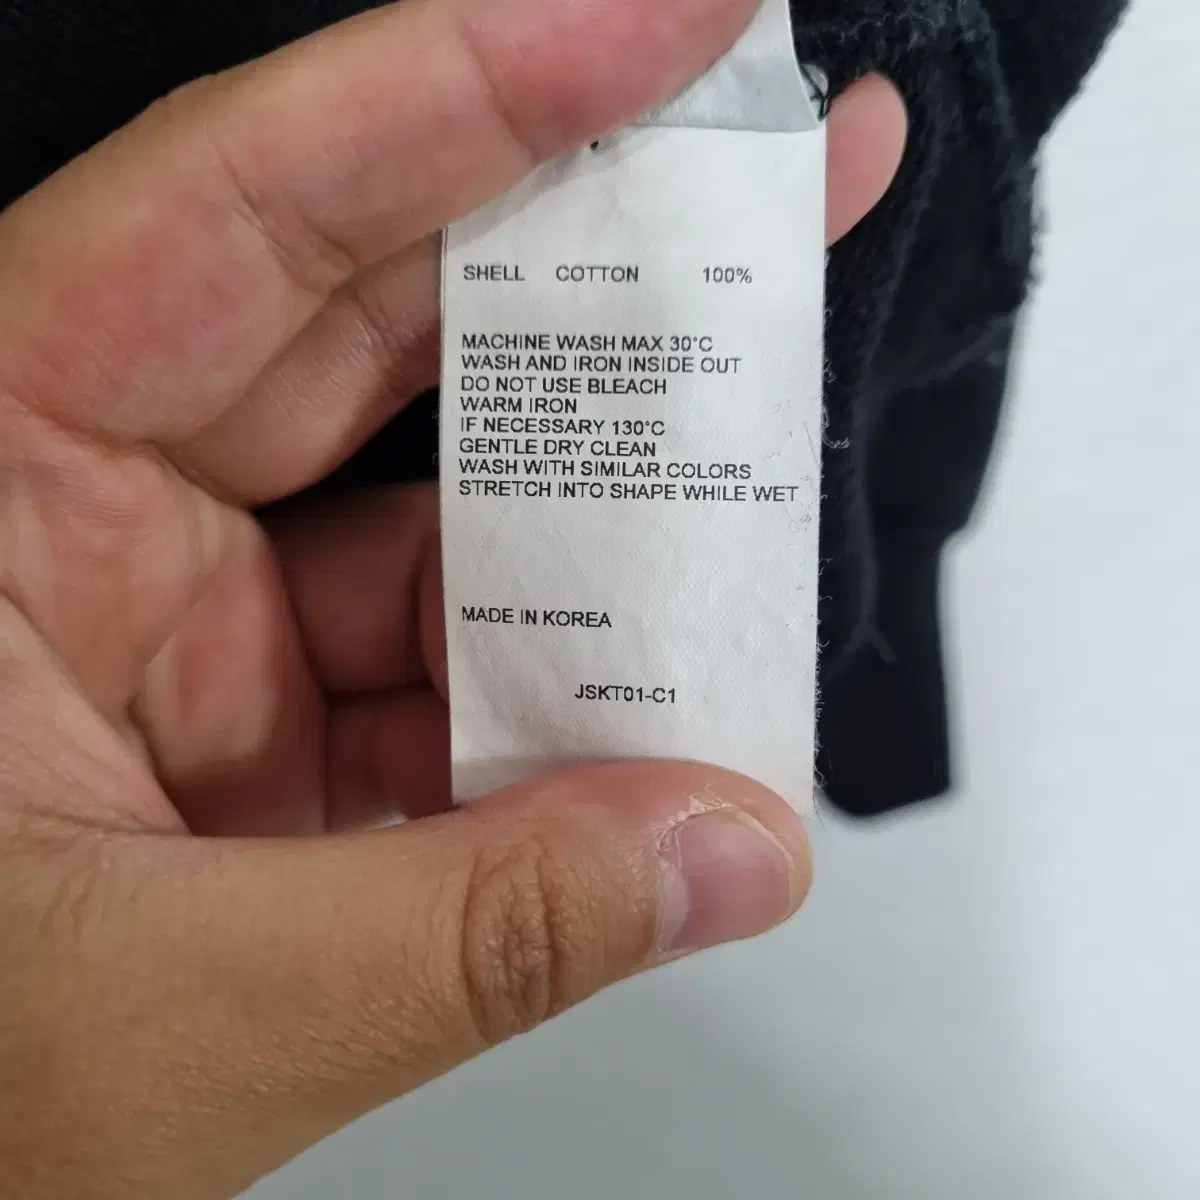 SHELL COTTON 100%
MACHINE WASH MAX 30°C
WASH AND IRON INSIDE OUT
DO NOT USE BLEACH
WARM IRON
IF NECESSARY 130°C
GENTLE DRY CLEAN
WASH WITH SIMILAR COLORS
STRETCH INTO SHAPE WHILE WET
MADE IN KOREA
JSKT01-C1